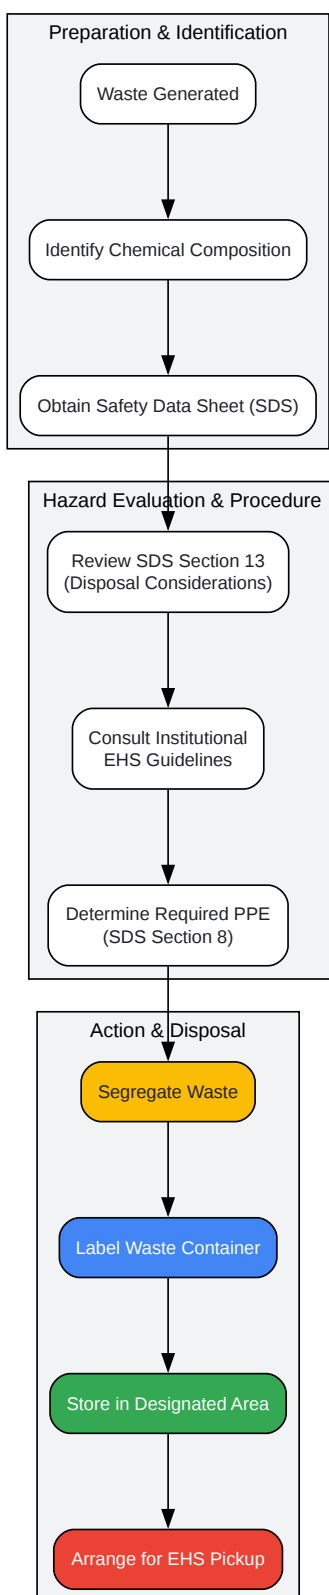 Preparation & Identification
Waste Generated
Identify Chemical Composition
Obtain Safety Data Sheet (SDS)
Hazard Evaluation & Procedure
Review SDS Section 13
(Disposal Considerations)
Consult Institutional
EHS Guidelines
Determine Required PPE
(SDS Section 8)
Action & Disposal
Segregate Waste
Label Waste Container
Store in Designated Area
Arrange for EHS Pickup